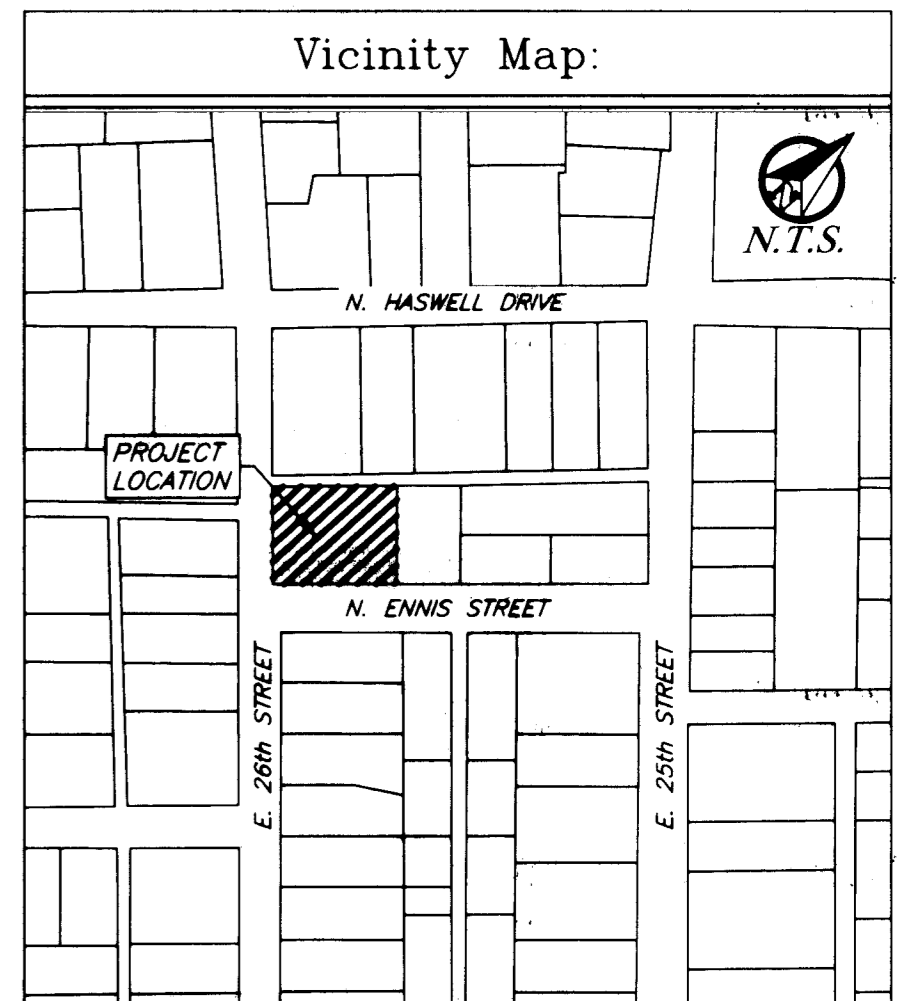 Vicinity Map:
N.T.S.
N. HASWELL DRIVE
PROJECT
LOCATION
N. ENNIS STREET
E. 26th STREET
E. 25th STREET